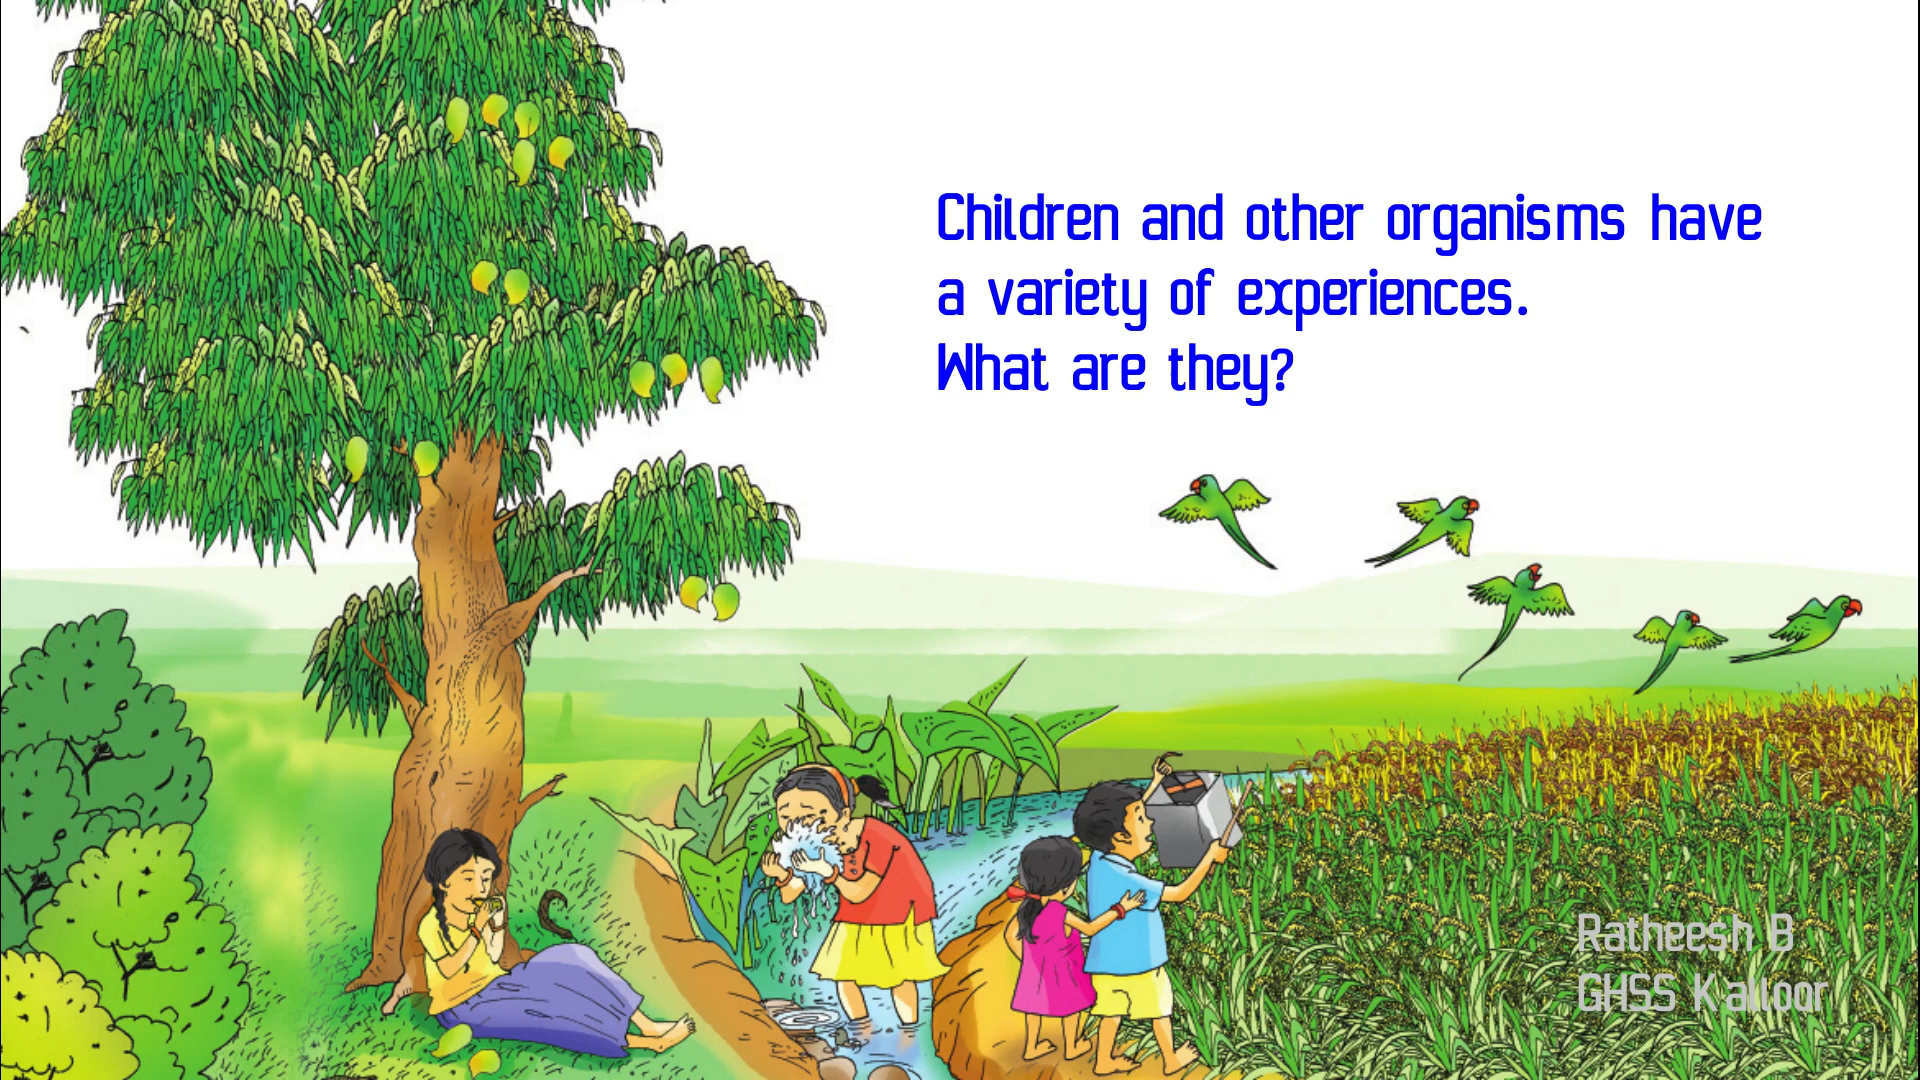 Children and other organisms have
a variety of experiences.
What are they?
Ratheesh B
GHSS Kalloor